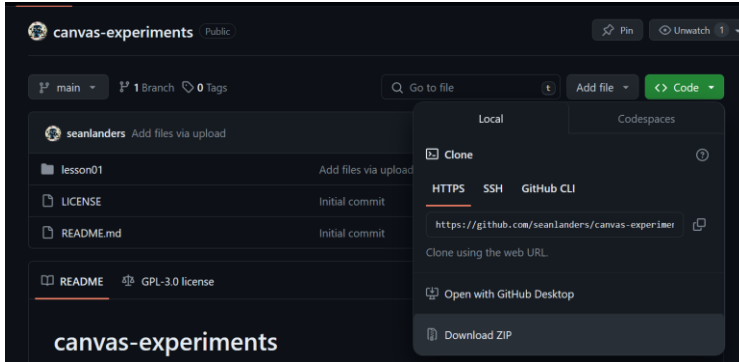 canvas-experiments Public
Pin
Unwatch 1
main
1 Branch
0 Tags
Go to file
t
Add file
<> Code
seanlanders Add files via upload
lesson01 Add files via upload
LICENSE Initial commit
README.md Initial commit
README
GPL-3.0 license
canvas-experiments
Local
Codespaces
Clone
HTTPS
SSH
GitHub CLI
https://github.com/seanlanders/canvas-experimer
Clone using the web URL.
Open with GitHub Desktop
Download ZIP